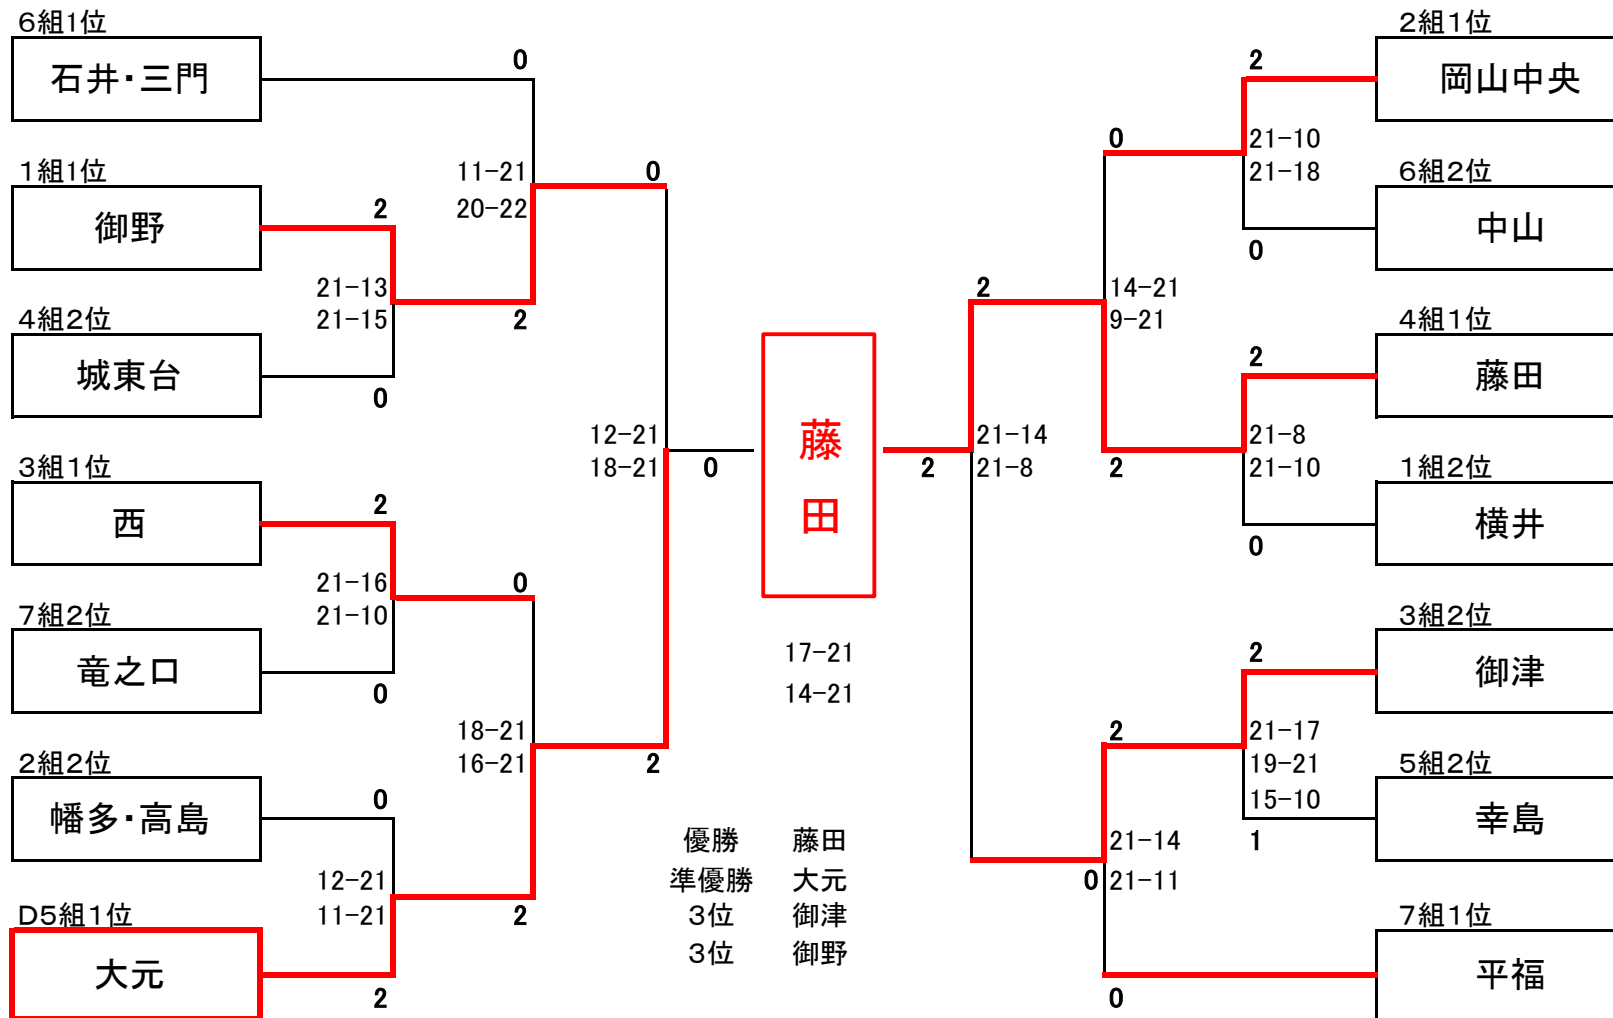 6組1位
石井・三門
0
11-21
20-22
1組1位
御野
2
21-13
21-15
2
4組2位
城東台
0
0
12-21
18-21
0
3組1位
西
2
21-16
21-10
0
7組2位
竜之口
0
18-21
16-21
2
2組2位
幡多・高島
0
12-21
11-21
2
D5組1位
大元
2
藤
田
17-21
14-21
優勝 藤田
準優勝 大元
3位 御津
3位 御野
2組1位
岡山中央
2
0
21-10
21-18
6組2位
中山
0
2
14-21
9-21
4組1位
藤田
2
21-14
21-8
2
2
21-8
21-10
1組2位
横井
0
3組2位
御津
2
2
21-17
19-21
15-10
5組2位
幸島
1
21-14
21-11
0
7組1位
平福
0